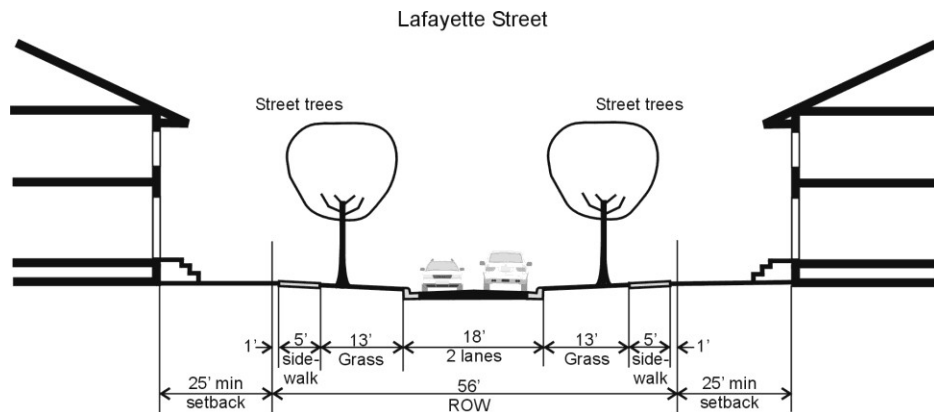 Lafayette Street
Street trees
Street trees
1’
5’
side-
walk
13’
Grass
18’
2 lanes
13’
Grass
5’
side-
walk
1’
25’ min
setback
56’
ROW
25’ min
setback